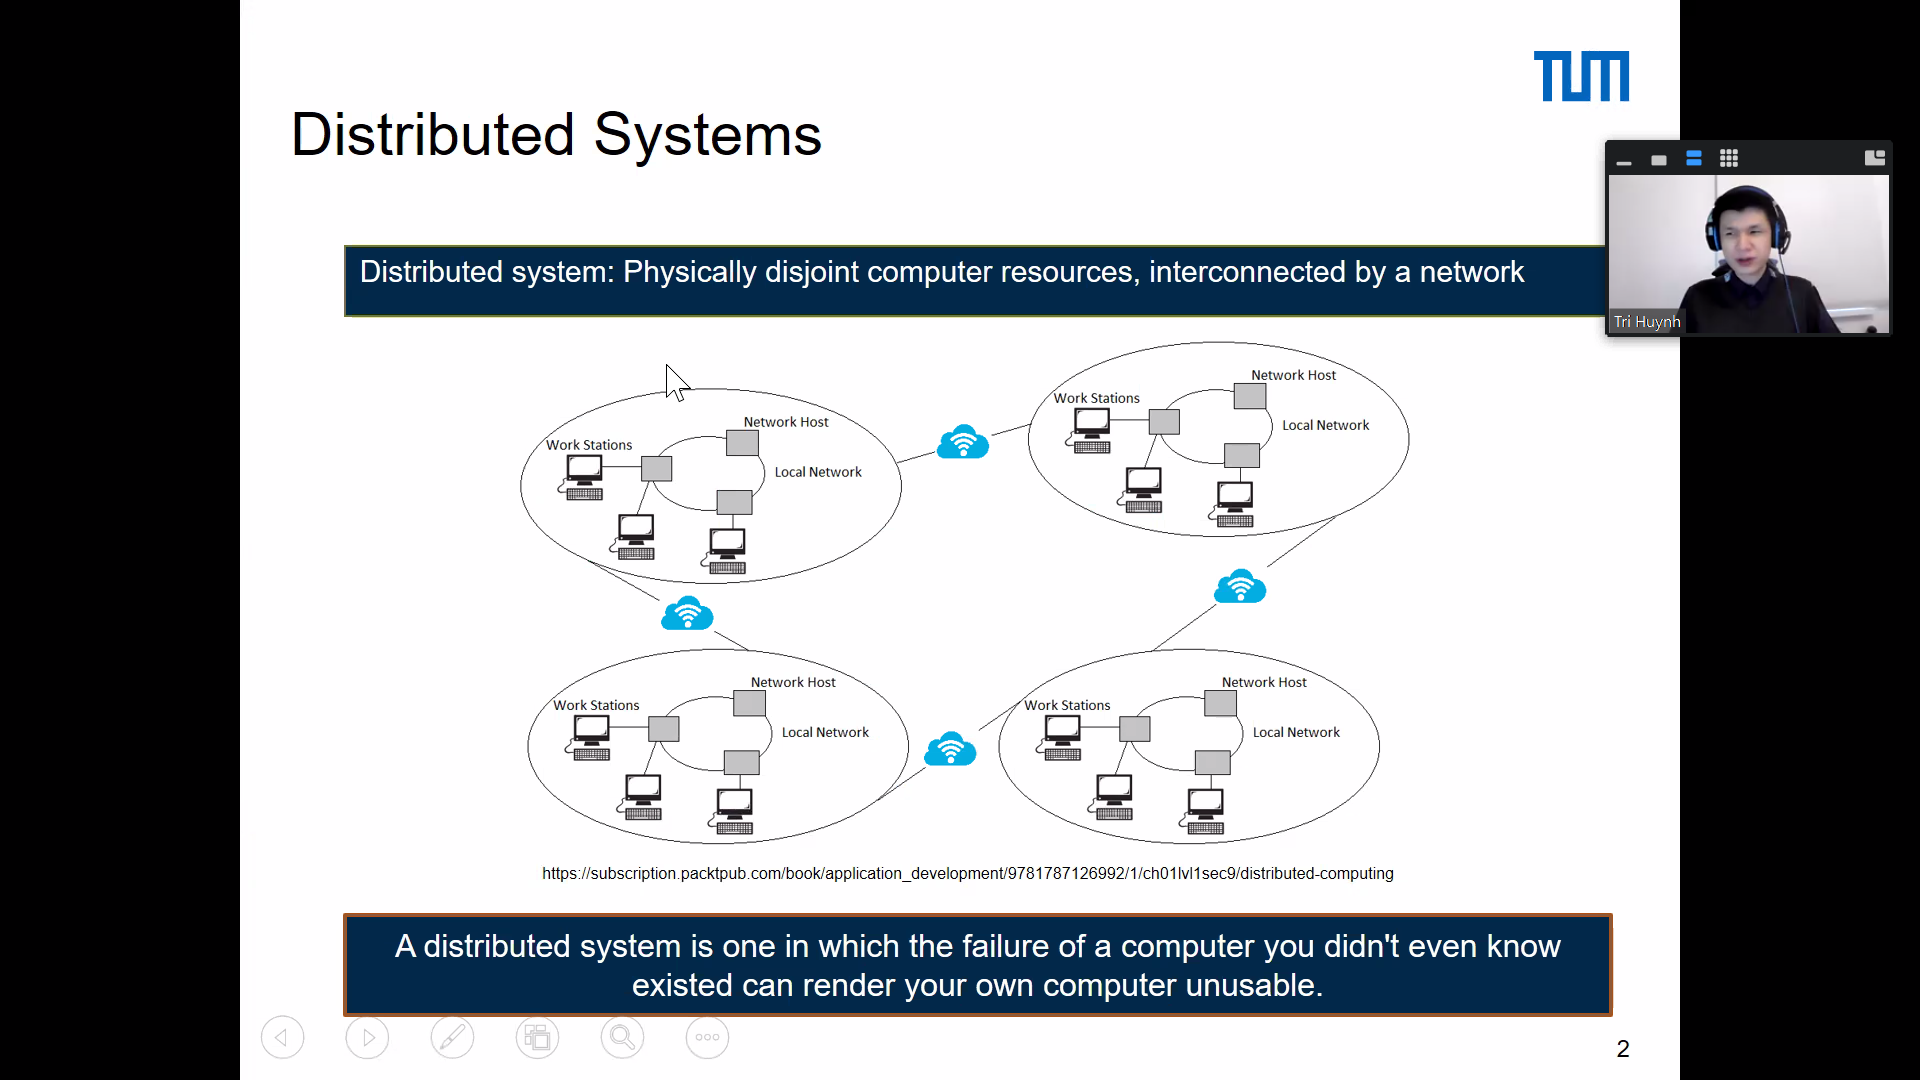 TUM
Distributed Systems
Distributed system: Physically disjoint computer resources, interconnected by a network
Tri Huynh
Network Host
Work Stations
Local Network
Network Host
Work Stations
Local Network
Network Host
Work Stations
Local Network
Network Host
Work Stations
Local Network
https://subscription.packtpub.com/book/application_development/9781787126992/1/ch01lvl1sec9/distributed-computing
A distributed system is one in which the failure of a computer you didn't even know
existed can render your own computer unusable.
2